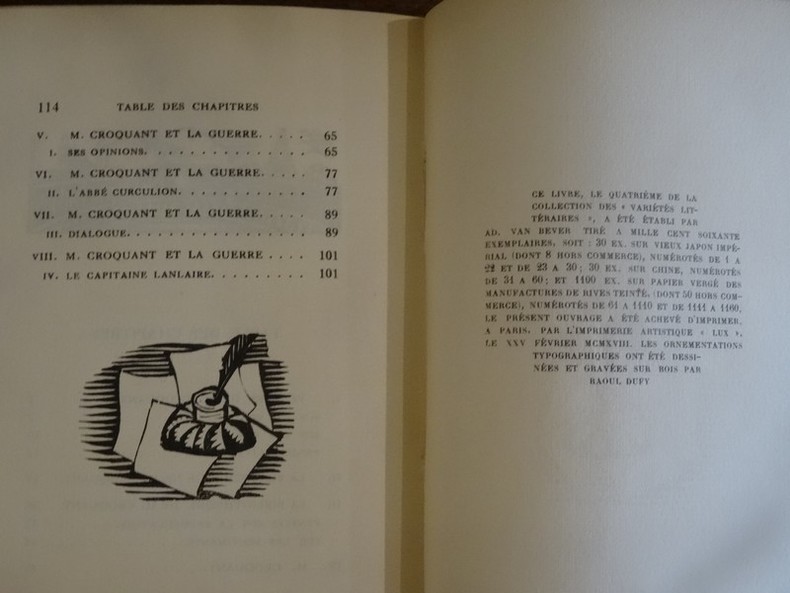 114 TABLE DES CHAPITRES
V. M. CROQUANT ET LA GUERRE. . . . . 65
I. SES OPINIONS. . . . . . . . . . . . . . . 65
VI. M. CROQUANT ET LA GUERRE. . . . . 77
II. L'ABBÉ CURCULION. . . . . . . . . . . . 77
VII. M. CROQUANT ET LA GUERRE. . . . . 89
III. DIALOGUE. . . . . . . . . . . . . . . . . 89
VIII. M. CROQUANT ET LA GUERRE . . . . 101
IV. LE CAPITAINE LANLAIRE. . . . . . . . . 101
CE LIVRE, LE QUATRIÈME DE LA
COLLECTION DES « VARIÉTÉS LIT-
TÉRAIRES », A ÉTÉ ÉTABLI PAR
AD. VAN BEVER TIRÉ A MILLE CENT SOIXANTE
EXEMPLAIRES, SOIT : 30 EX. SUR VIEUX JAPON IMPÉ-
RIAL (DONT 8 HORS COMMERCE), NUMÉROTÉS DE 1 A
22 ET DE 23 A 30; 30 EX. SUR CHINE, NUMÉROTÉS
DE 31 A 60; ET 1100 EX. SUR PAPIER VERGÉ DES
MANUFACTURES DE RIVES TEINTÉ, (DONT 50 HORS COM-
MERCE), NUMÉROTÉS DE 61 A 1110 ET DE 1111 A 1160.
LE PRÉSENT OUVRAGE A ÉTÉ ACHEVÉ D'IMPRIMER,
A PARIS, PAR L'IMPRIMERIE ARTISTIQUE « LUX »,
LE XXV FÉVRIER MCMXVIII. LES ORNEMENTATIONS
TYPOGRAPHIQUES ONT ÉTÉ DESSI-
NÉES ET GRAVÉES SUR BOIS PAR
RAOUL DUFY